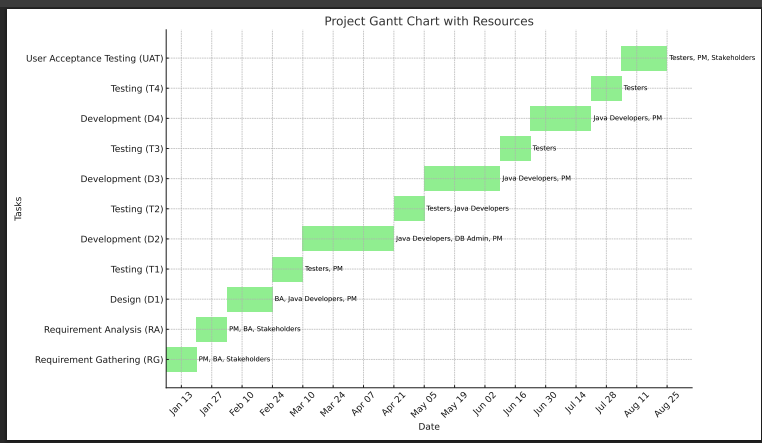 Project Gantt Chart with Resources
User Acceptance Testing (UAT)
Testers, PM, Stakeholders
Testing (T4)
Testers
Development (D4)
Java Developers, PM
Testing (T3)
Testers
Development (D3)
Java Developers, PM
Testing (T2)
Testers, Java Developers
Development (D2)
Java Developers, DB Admin, PM
Testing (T1)
Testers, PM
Design (D1)
BA, Java Developers, PM
Requirement Analysis (RA)
PM, BA, Stakeholders
Requirement Gathering (RG)
PM, BA, Stakeholders
Tasks
Jan 13
Jan 27
Feb 10
Feb 24
Mar 10
Mar 24
Apr 07
Apr 21
May 05
May 19
Jun 02
Jun 16
Jun 30
Jul 14
Jul 28
Aug 11
Aug 25
Date